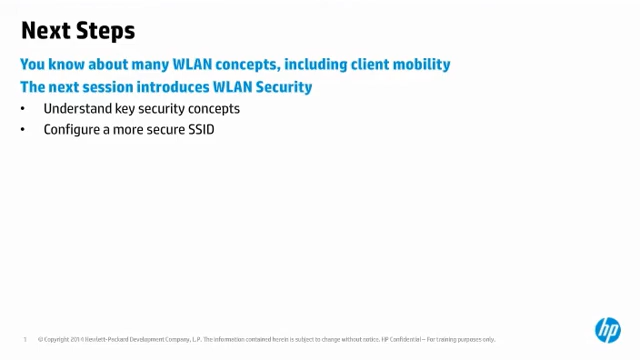 Next Steps
You know about many WLAN concepts, including client mobility
The next session introduces WLAN Security
• Understand key security concepts
• Configure a more secure SSID
1 © Copyright 2014 Hewlett-Packard Development Company, L.P. The information contained herein is subject to change without notice. HP Confidential – For training purposes only.
hp